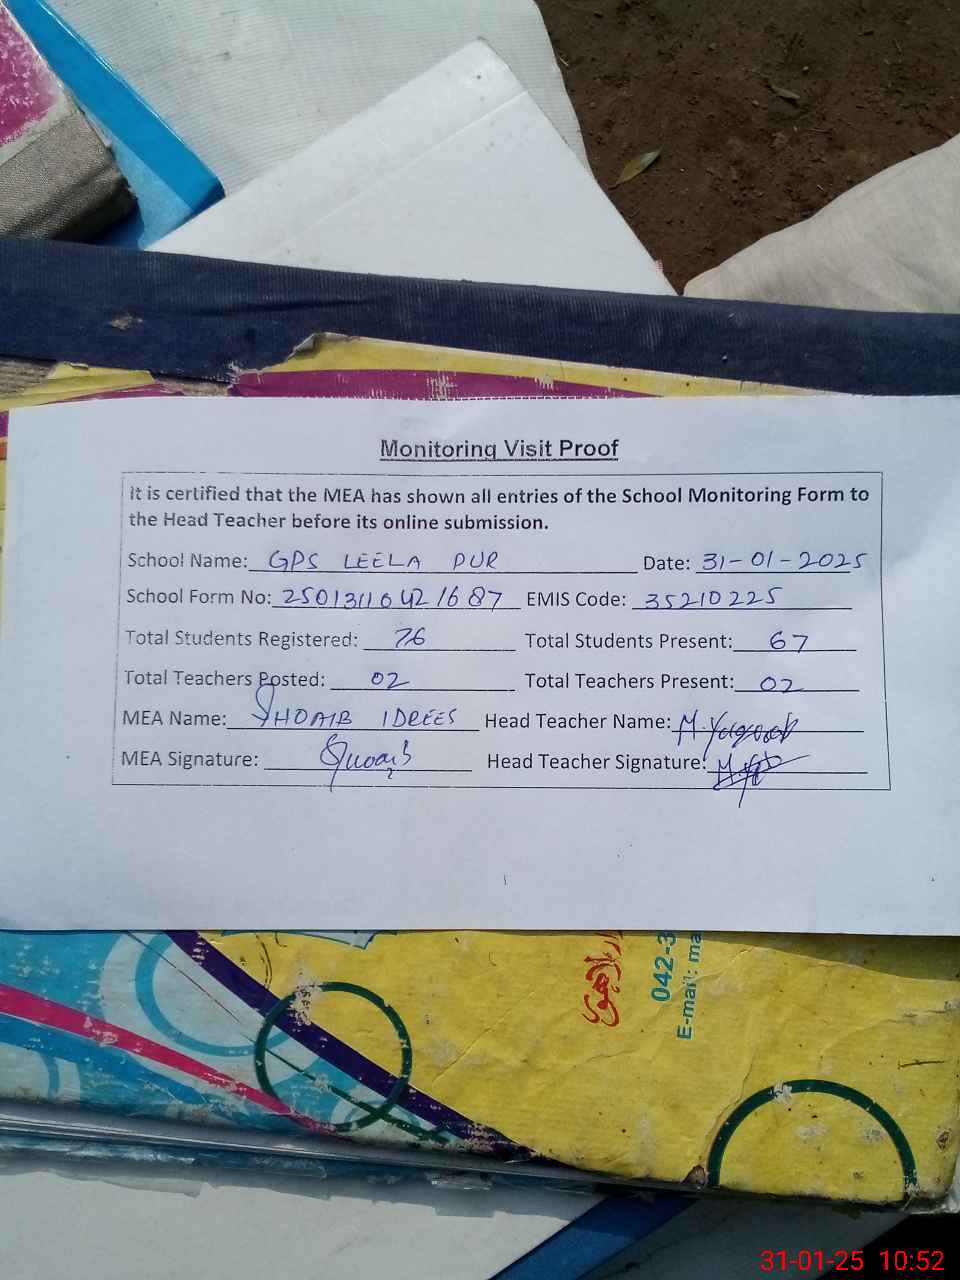 Monitoring Visit Proof
It is certified that the MEA has shown all entries of the School Monitoring Form to
the Head Teacher before its online submission.
School Name: GPS LEELA PUR Date: 31-01-2025
School Form No: 2501311042 1687 EMIS Code: 35210225
Total Students Registered: 76 Total Students Present: 67
Total Teachers Posted: 02 Total Teachers Present: 02
MEA Name: SHOAIB IDREES Head Teacher Name: M. Yaqoob
MEA Signature: Shoaib Head Teacher Signature:
042-3
E-mail: ma
31-01-25 10:52